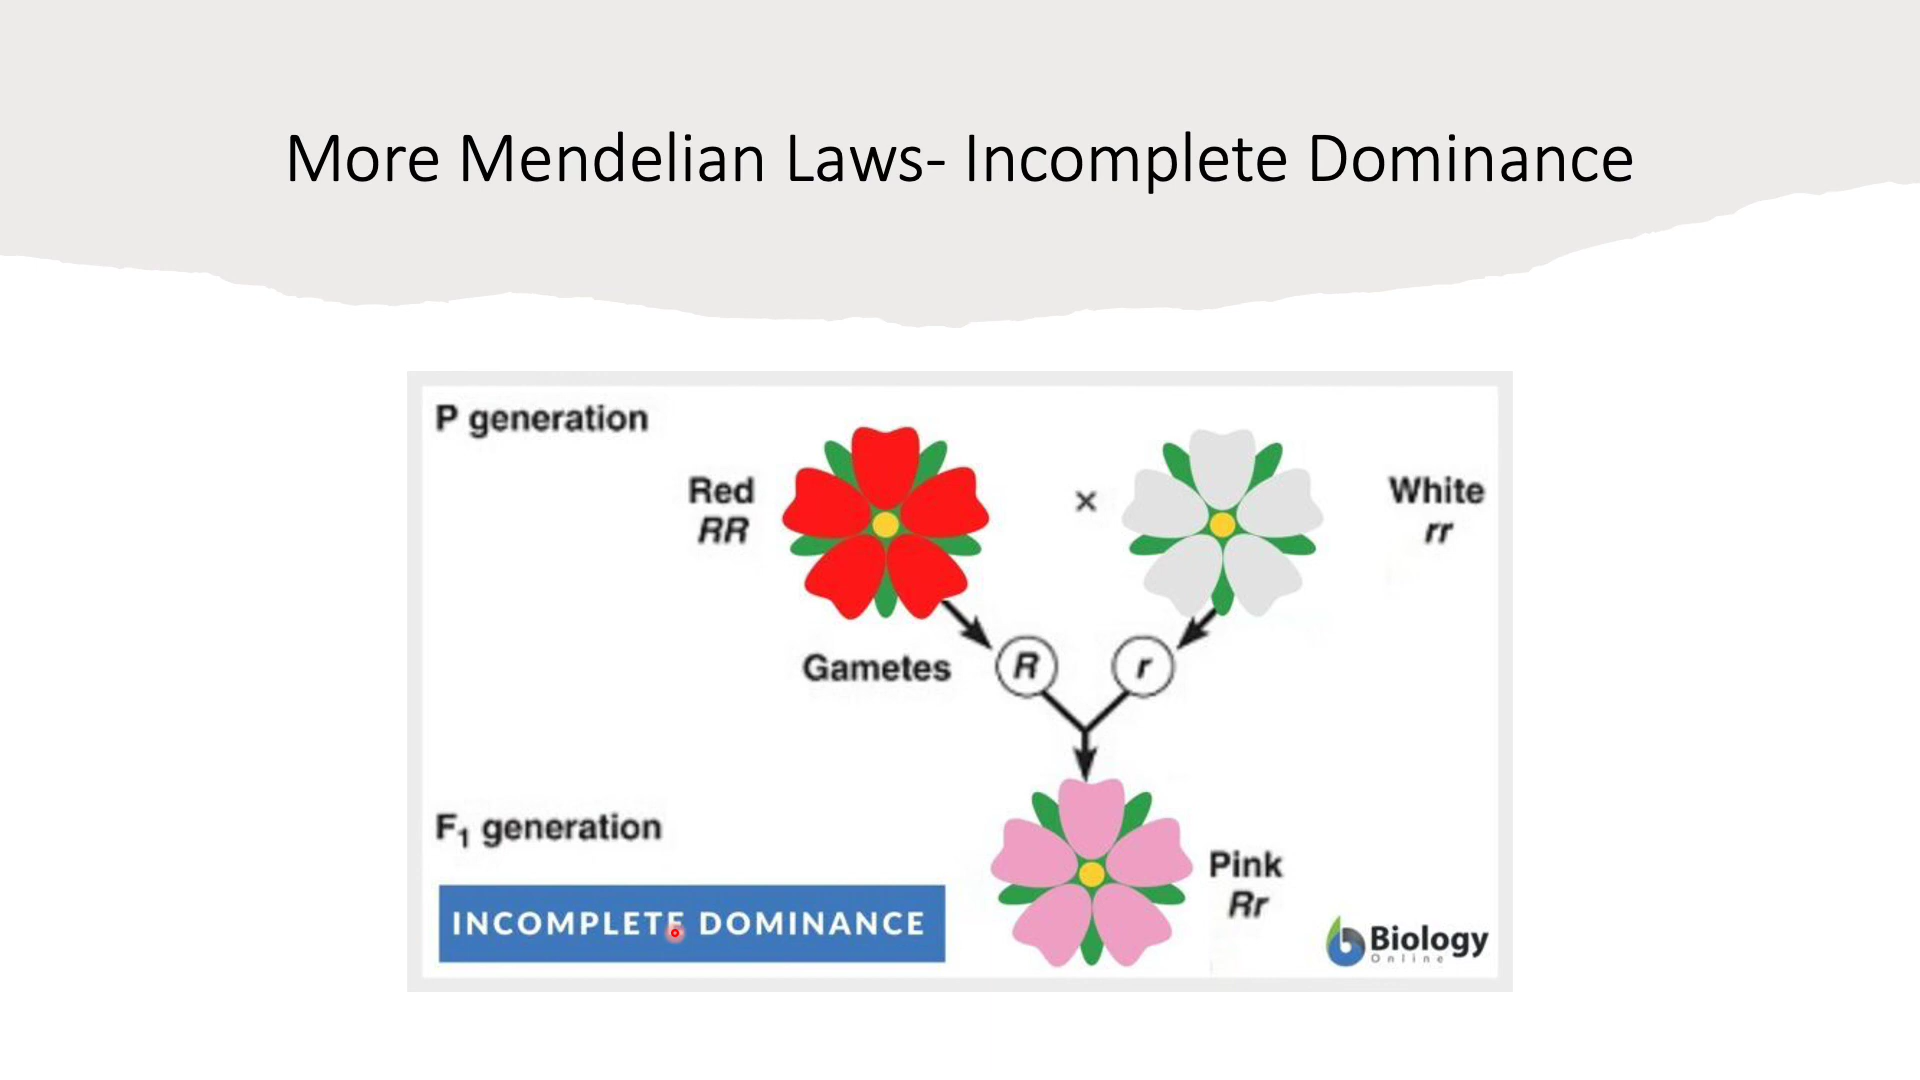 More Mendelian Laws- Incomplete Dominance
P generation
Red
RR
×
White
rr
Gametes
R
r
F₁ generation
Pink
Rr
INCOMPLETE DOMINANCE
Biology
Online